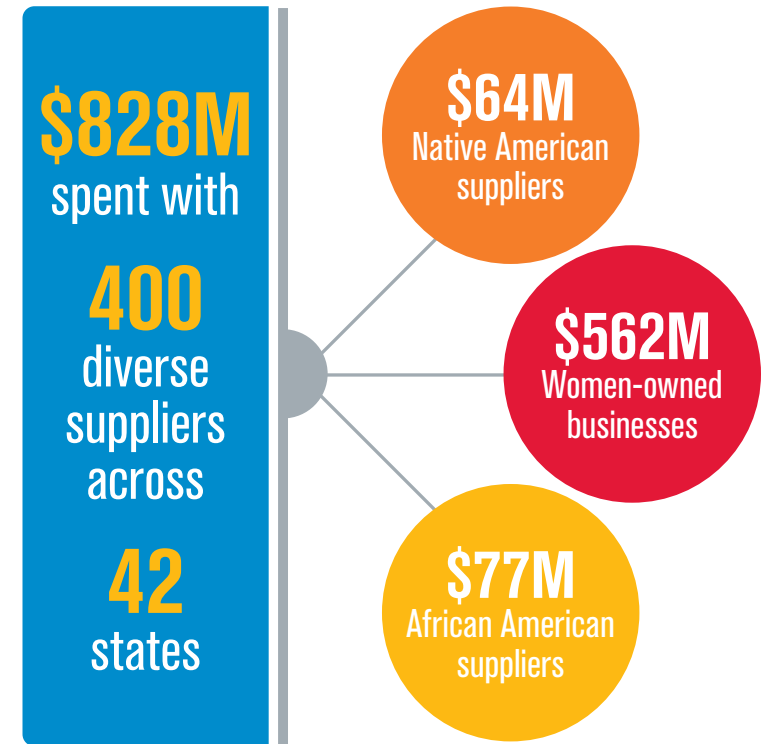 $828M
spent with
400
diverse
suppliers
across
42
states
$64M
Native American
suppliers
$562M
Women-owned
businesses
$77M
African American
suppliers